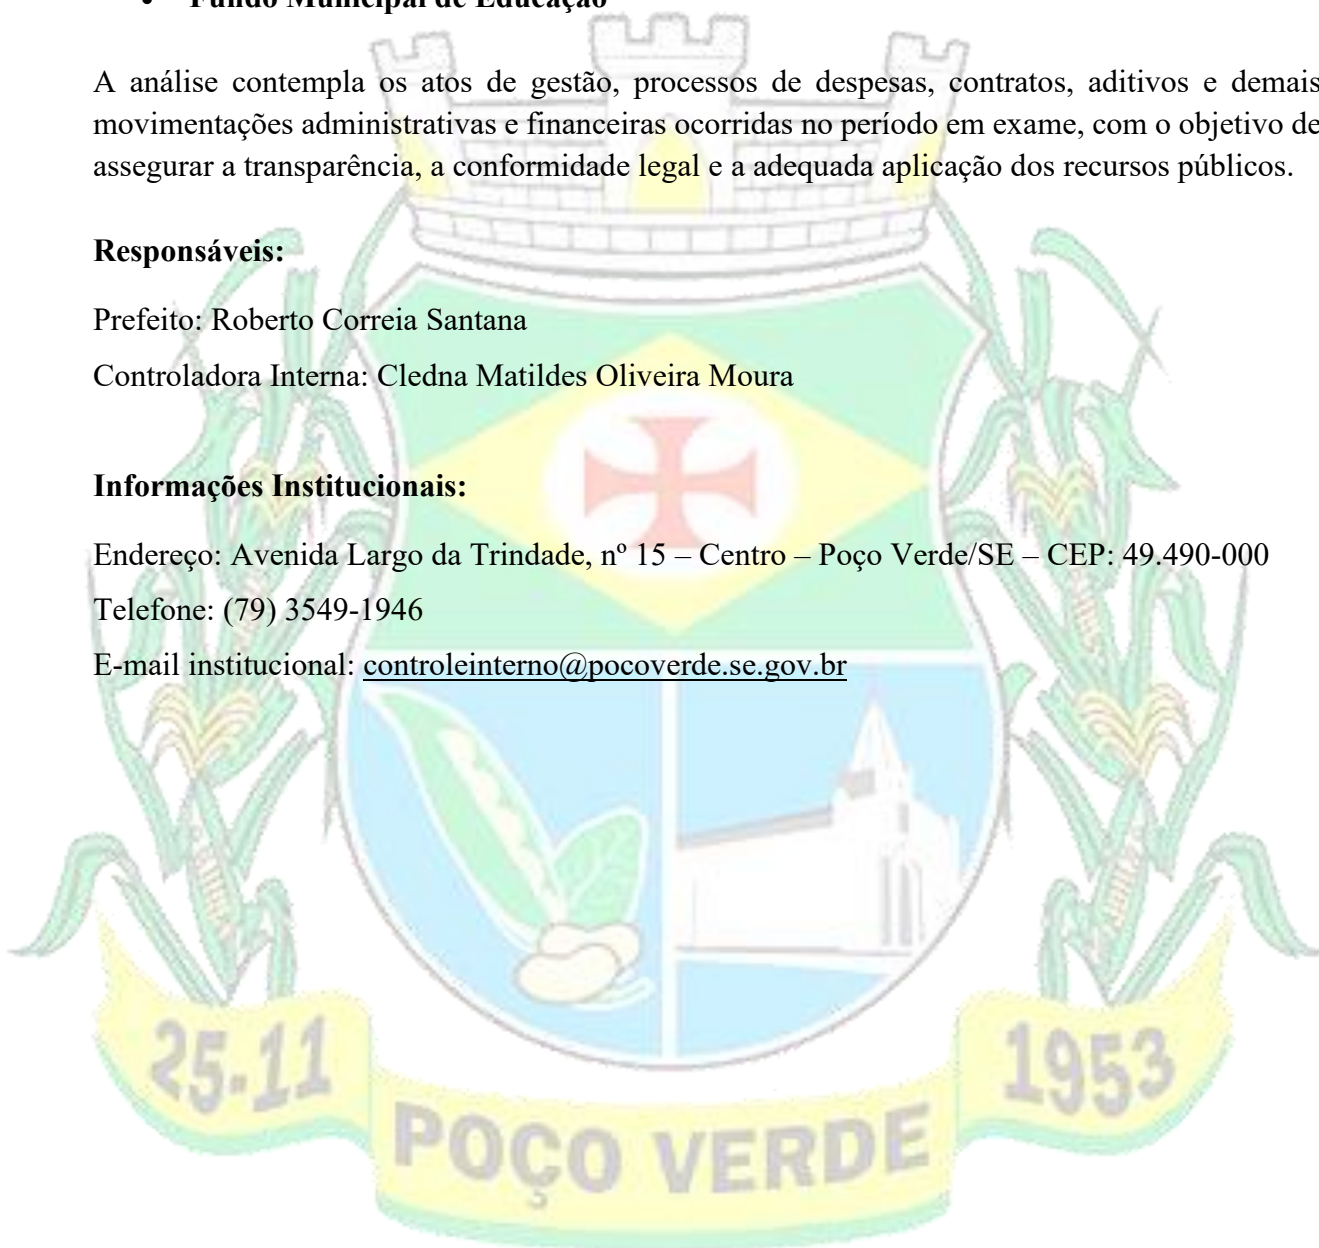 • Fundo Municipal de Educação
A análise contempla os atos de gestão, processos de despesas, contratos, aditivos e demais
movimentações administrativas e financeiras ocorridas no período em exame, com o objetivo de
assegurar a transparência, a conformidade legal e a adequada aplicação dos recursos públicos.
Responsáveis:
Prefeito: Roberto Correia Santana
Controladora Interna: Cledna Matildes Oliveira Moura
Informações Institucionais:
Endereço: Avenida Largo da Trindade, nº 15 – Centro – Poço Verde/SE – CEP: 49.490-000
Telefone: (79) 3549-1946
E-mail institucional: controleinterno@pocoverde.se.gov.br
25-11
1953
POÇO VERDE